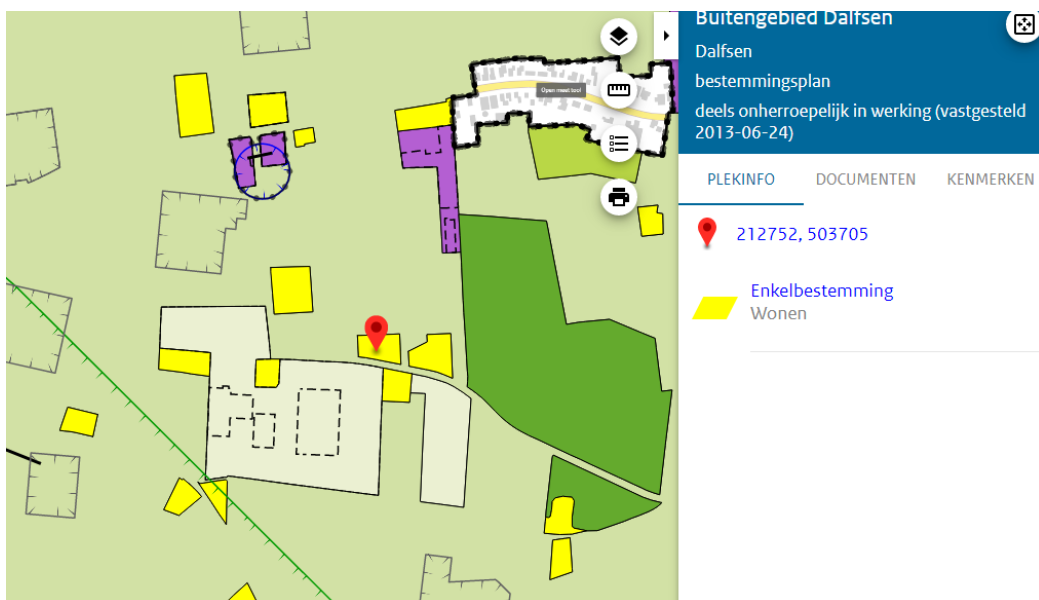 Buitengebied Dalfsen
Dalfsen
bestemmingsplan
deels onherroepelijk in werking (vastgesteld
2013-06-24)
PLEKINFO DOCUMENTEN KENMERKEN
212752, 503705
Enkelbestemming
Wonen
Open meet tool